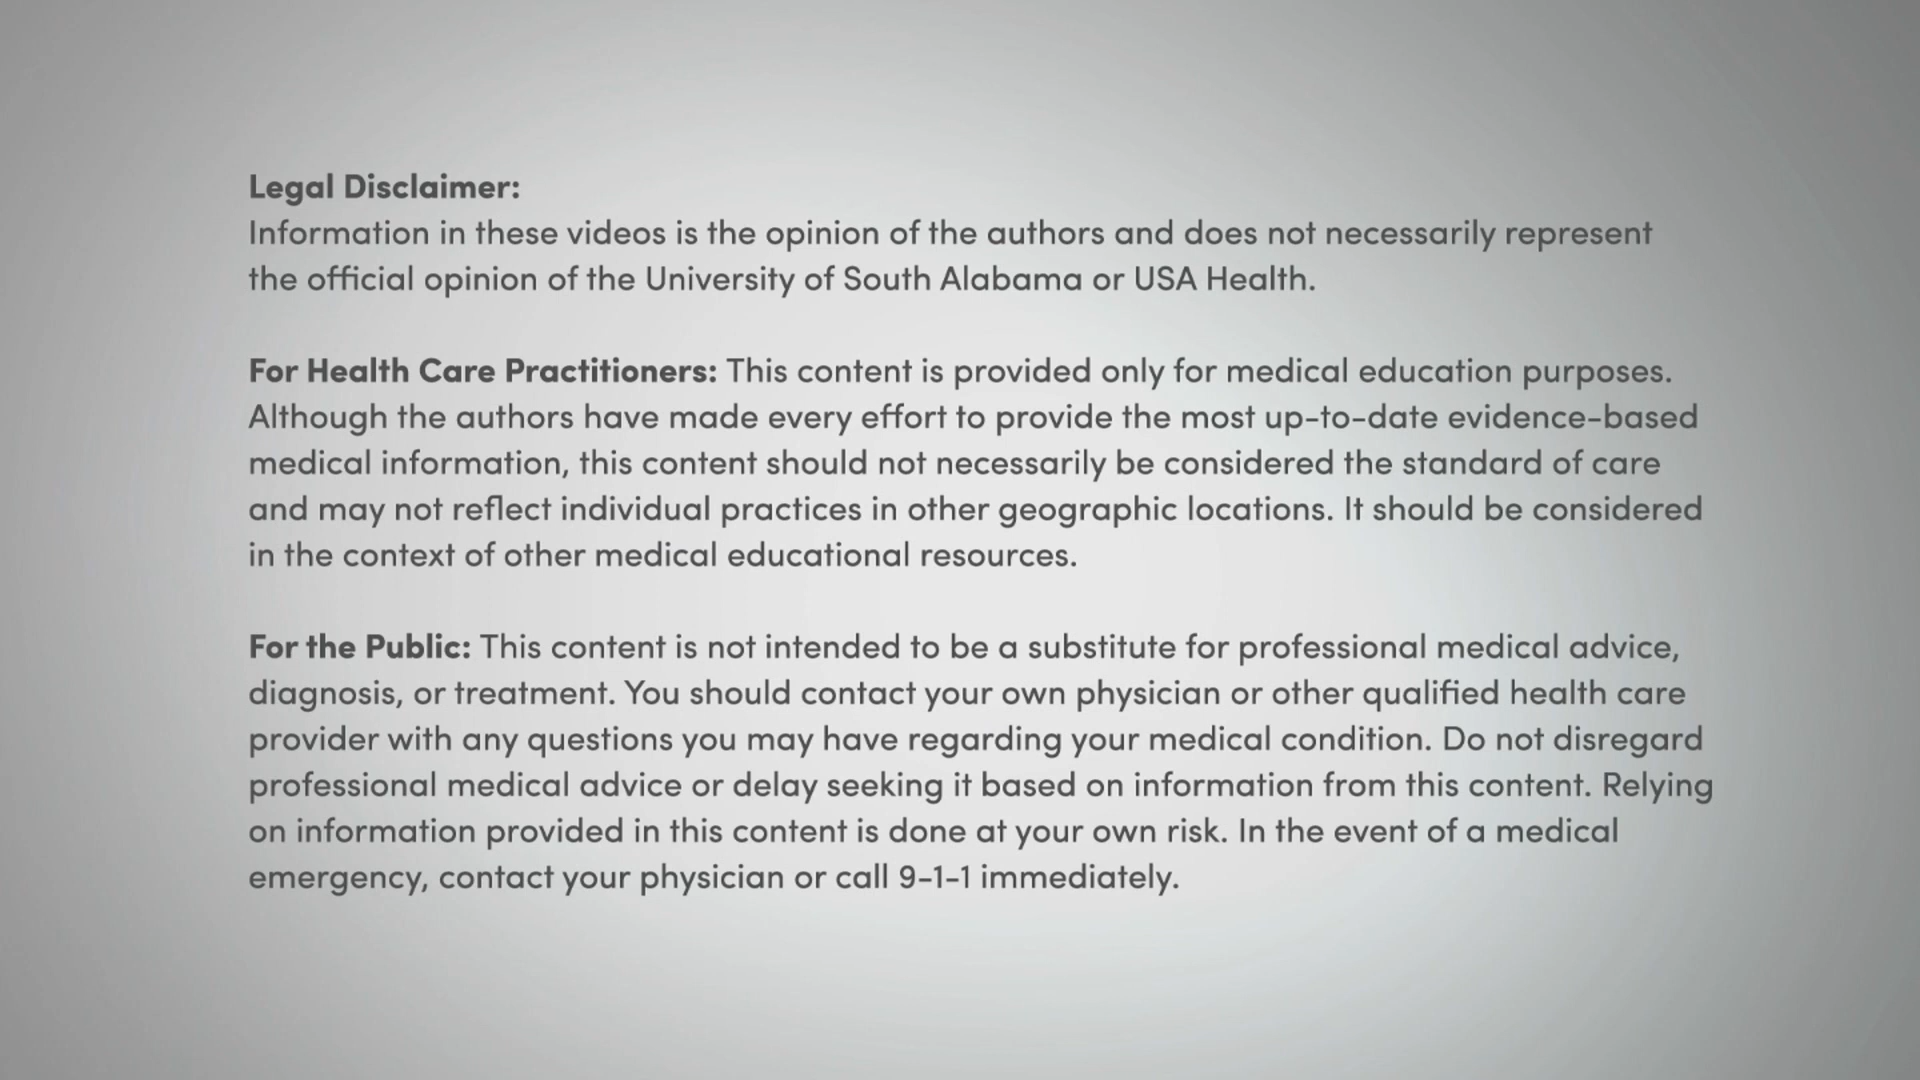 Legal Disclaimer:
Information in these videos is the opinion of the authors and does not necessarily represent
the official opinion of the University of South Alabama or USA Health.
For Health Care Practitioners: This content is provided only for medical education purposes.
Although the authors have made every effort to provide the most up-to-date evidence-based
medical information, this content should not necessarily be considered the standard of care
and may not reflect individual practices in other geographic locations. It should be considered
in the context of other medical educational resources.
For the Public: This content is not intended to be a substitute for professional medical advice,
diagnosis, or treatment. You should contact your own physician or other qualified health care
provider with any questions you may have regarding your medical condition. Do not disregard
professional medical advice or delay seeking it based on information from this content. Relying
on information provided in this content is done at your own risk. In the event of a medical
emergency, contact your physician or call 9-1-1 immediately.